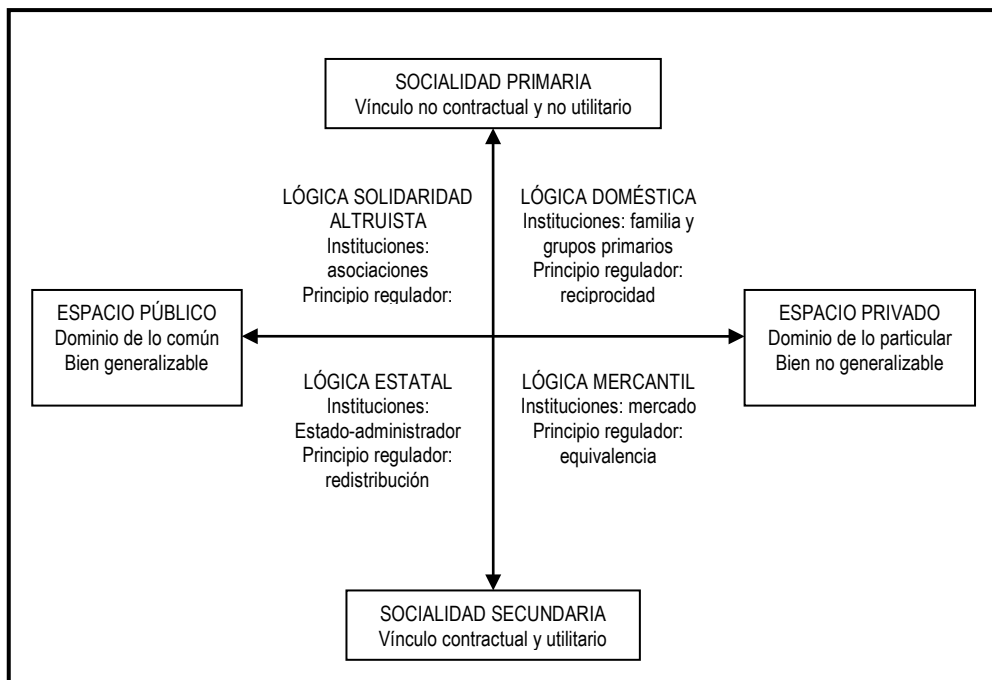 SOCIALIDAD PRIMARIA
Vínculo no contractual y no utilitario
LÓGICA SOLIDARIDAD
ALTRUISTA
Instituciones:
asociaciones
Principio regulador:
LÓGICA DOMÉSTICA
Instituciones: familia y
grupos primarios
Principio regulador:
reciprocidad
ESPACIO PÚBLICO
Dominio de lo común
Bien generalizable
ESPACIO PRIVADO
Dominio de lo particular
Bien no generalizable
LÓGICA ESTATAL
Instituciones:
Estado-administrador
Principio regulador:
redistribución
LÓGICA MERCANTIL
Instituciones: mercado
Principio regulador:
equivalencia
SOCIALIDAD SECUNDARIA
Vínculo contractual y utilitario